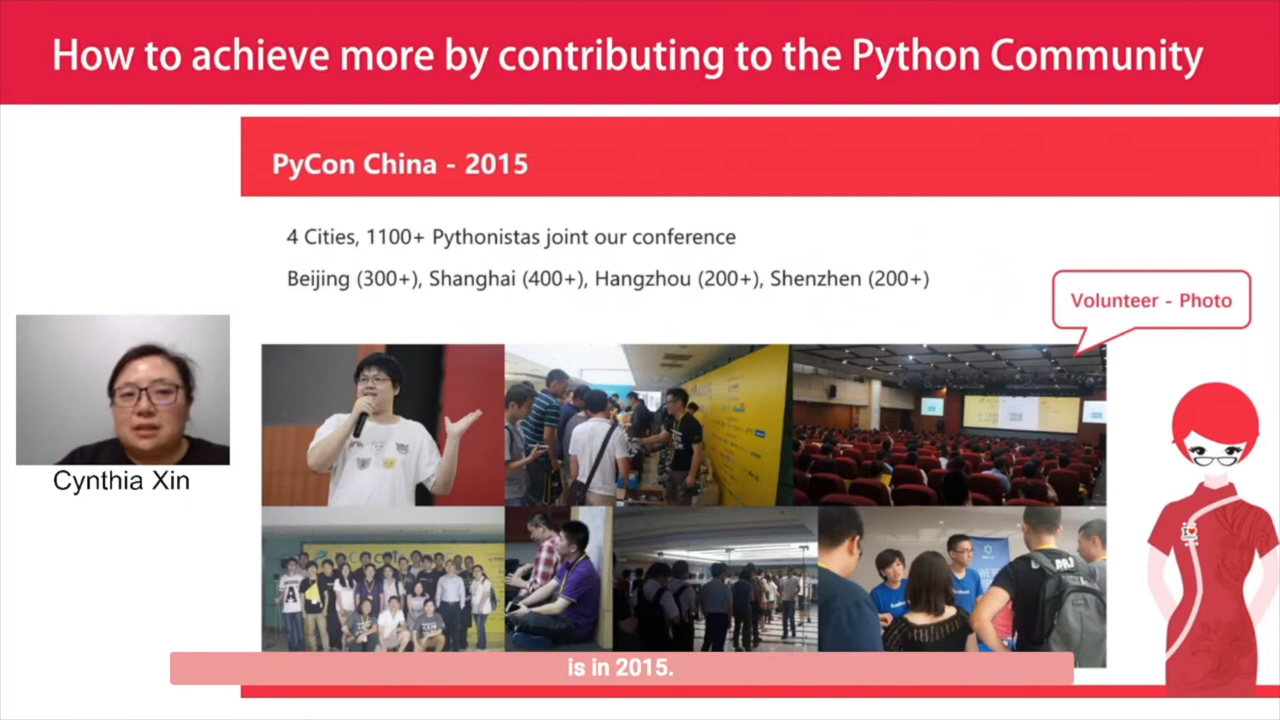 How to achieve more by contributing to the Python Community
PyCon China - 2015
4 Cities, 1100+ Pythonistas joint our conference
Beijing (300+), Shanghai (400+), Hangzhou (200+), Shenzhen (200+)
Volunteer - Photo
Cynthia Xin
is in 2015.